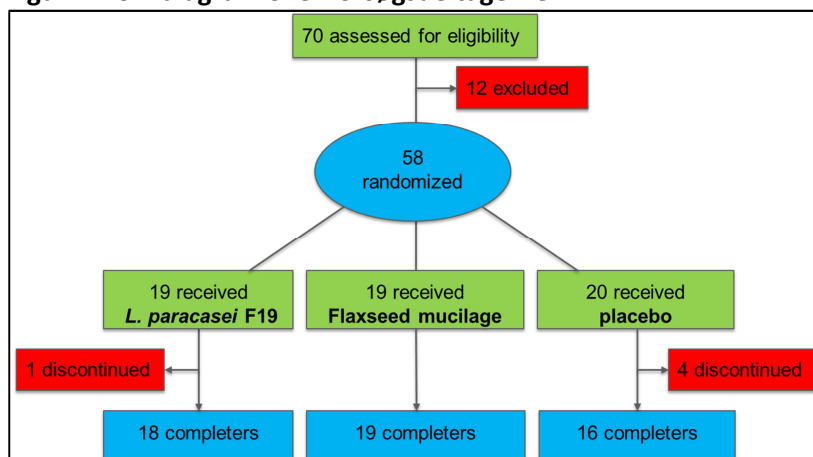 70 assessed for eligibility
12 excluded
58
randomized
19 received
L. paracasei F19
19 received
Flaxseed mucilage
20 received
placebo
1 discontinued
4 discontinued
18 completers
19 completers
16 completers